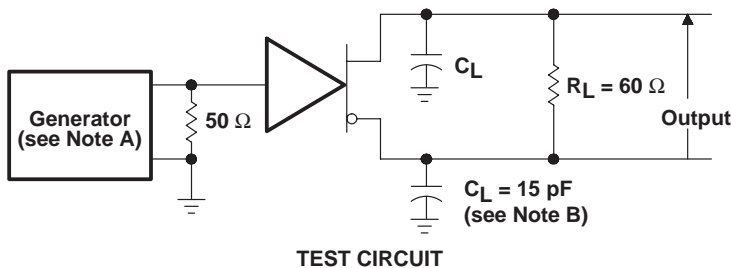 C_L
R_L = 60 Ω
Generator
(see Note A)
50 Ω
Output
C_L = 15 pF
(see Note B)
TEST CIRCUIT